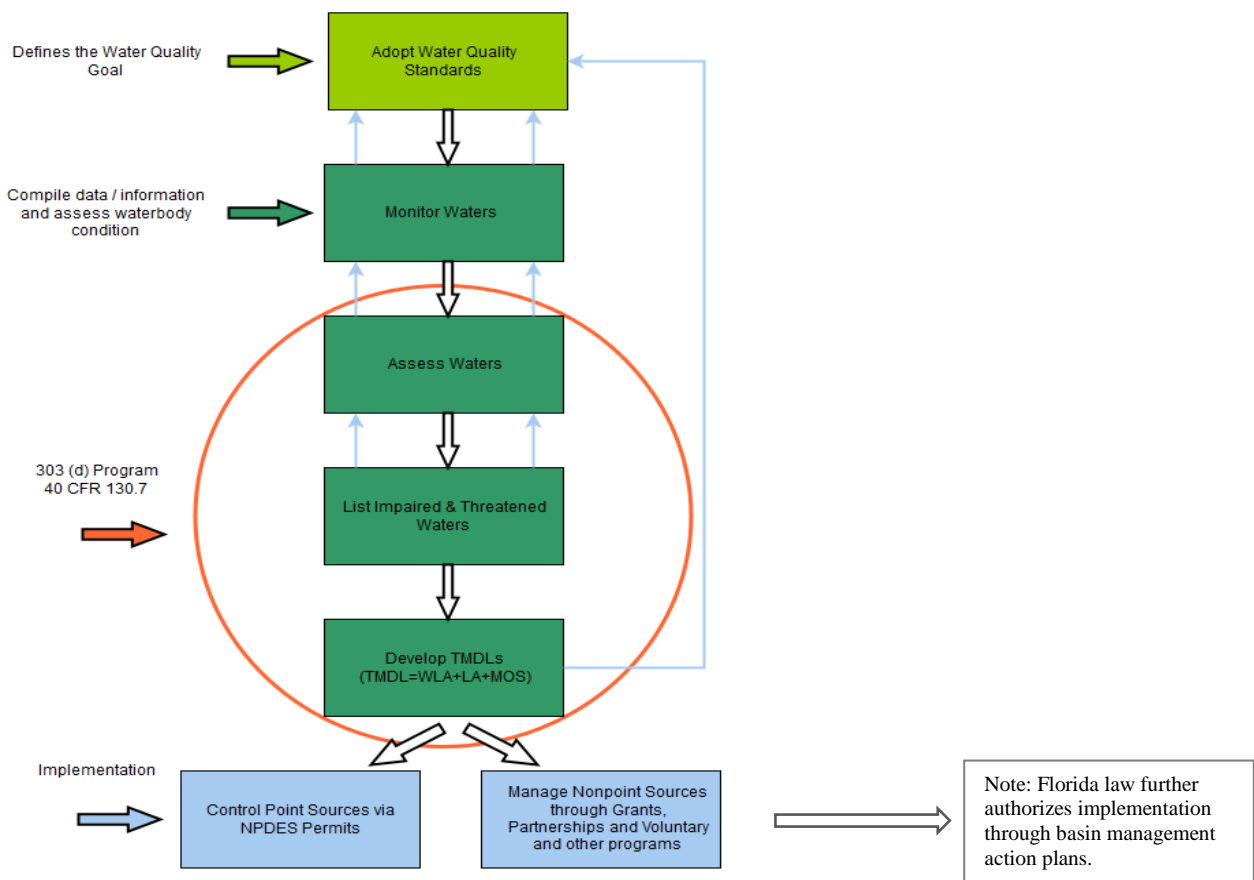 Defines the Water Quality
Goal
Adopt Water Quality
Standards
Compile data / information
and assess waterbody
condition
Monitor Waters
Assess Waters
303 (d) Program
40 CFR 130.7
List Impaired & Threatened
Waters
Develop TMDLs
(TMDL=WLA+LA+MOS)
Implementation
Control Point Sources via
NPDES Permits
Manage Nonpoint Sources
through Grants,
Partnerships and Voluntary
and other programs
Note: Florida law further
authorizes implementation
through basin management
action plans.